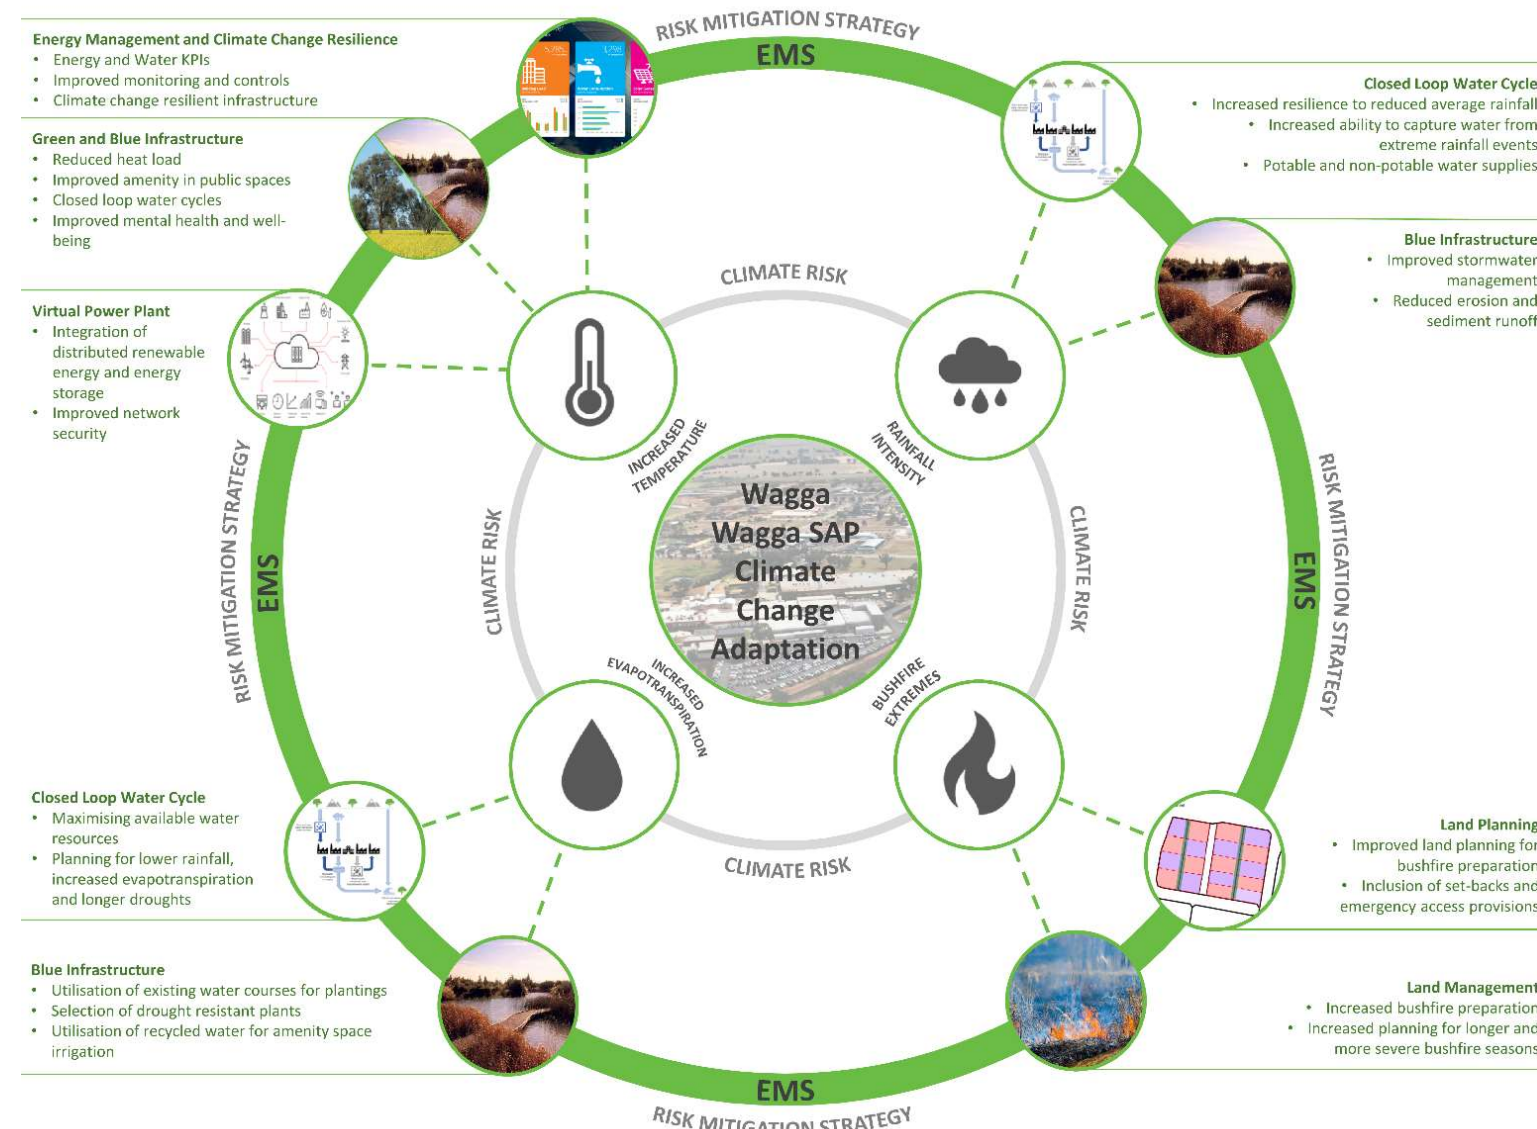 RISK MITIGATION STRATEGY
EMS
Energy Management and Climate Change Resilience
• Energy and Water KPIs
• Improved monitoring and controls
• Climate change resilient infrastructure
Green and Blue Infrastructure
• Reduced heat load
• Improved amenity in public spaces
• Closed loop water cycles
• Improved mental health and well-
being
Virtual Power Plant
• Integration of
distributed renewable
energy and energy
storage
• Improved network
security
Closed Loop Water Cycle
• Increased resilience to reduced average rainfall
• Increased ability to capture water from
extreme rainfall events
• Potable and non-potable water supplies
Blue Infrastructure
• Improved stormwater
management
• Reduced erosion and
sediment runoff
CLIMATE RISK
INCREASED
TEMPERATURE
RAINFALL
INTENSITY
RISK MITIGATION STRATEGY
EMS
CLIMATE RISK
Wagga
Wagga SAP
Climate
Change
Adaptation
CLIMATE RISK
EMS
RISK MITIGATION STRATEGY
INCREASED
EVAPOTRANSPIRATION
BUSHFIRE
EXTREMES
CLIMATE RISK
Closed Loop Water Cycle
• Maximising available water
resources
• Planning for lower rainfall,
increased evapotranspiration
and longer droughts
Blue Infrastructure
• Utilisation of existing water courses for plantings
• Selection of drought resistant plants
• Utilisation of recycled water for amenity space
irrigation
Land Planning
• Improved land planning for
bushfire preparation
• Inclusion of set-backs and
emergency access provisions
Land Management
• Increased bushfire preparation
• Increased planning for longer and
more severe bushfire seasons
EMS
RISK MITIGATION STRATEGY